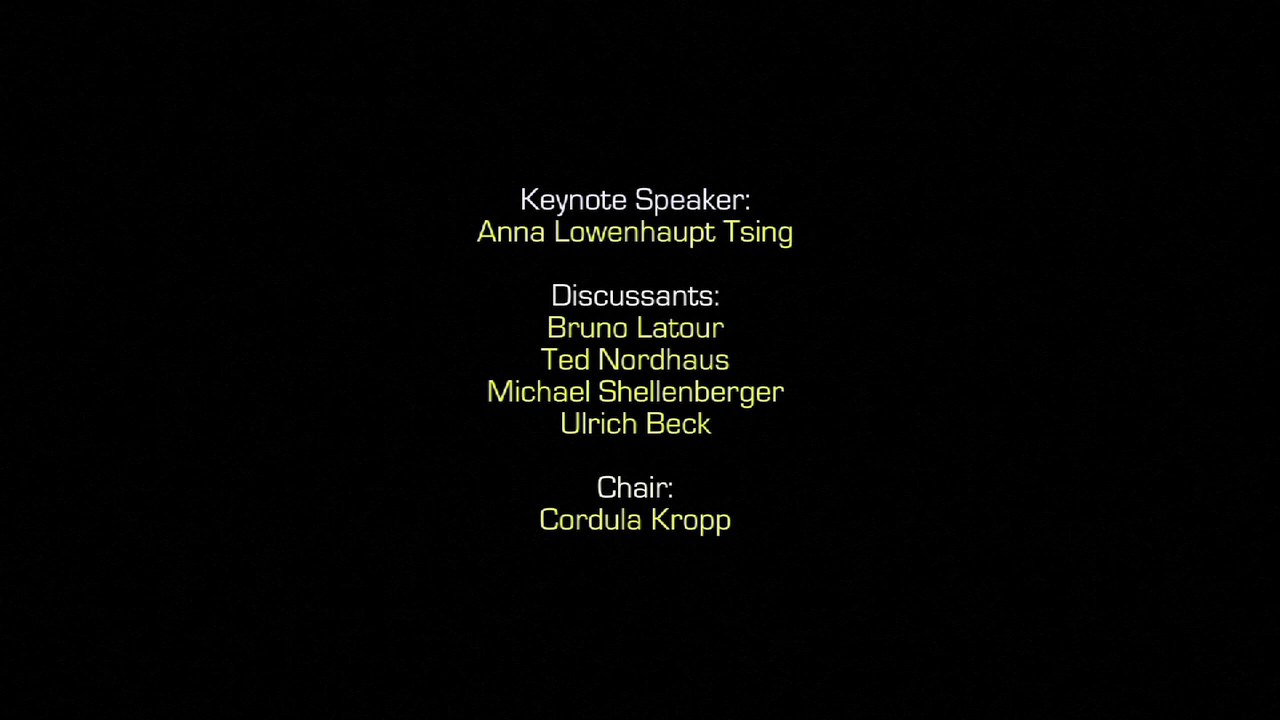 Keynote Speaker:
Anna Lowenhaupt Tsing
Discussants:
Bruno Latour
Ted Nordhaus
Michael Shellenberger
Ulrich Beck
Chair:
Cordula Kropp